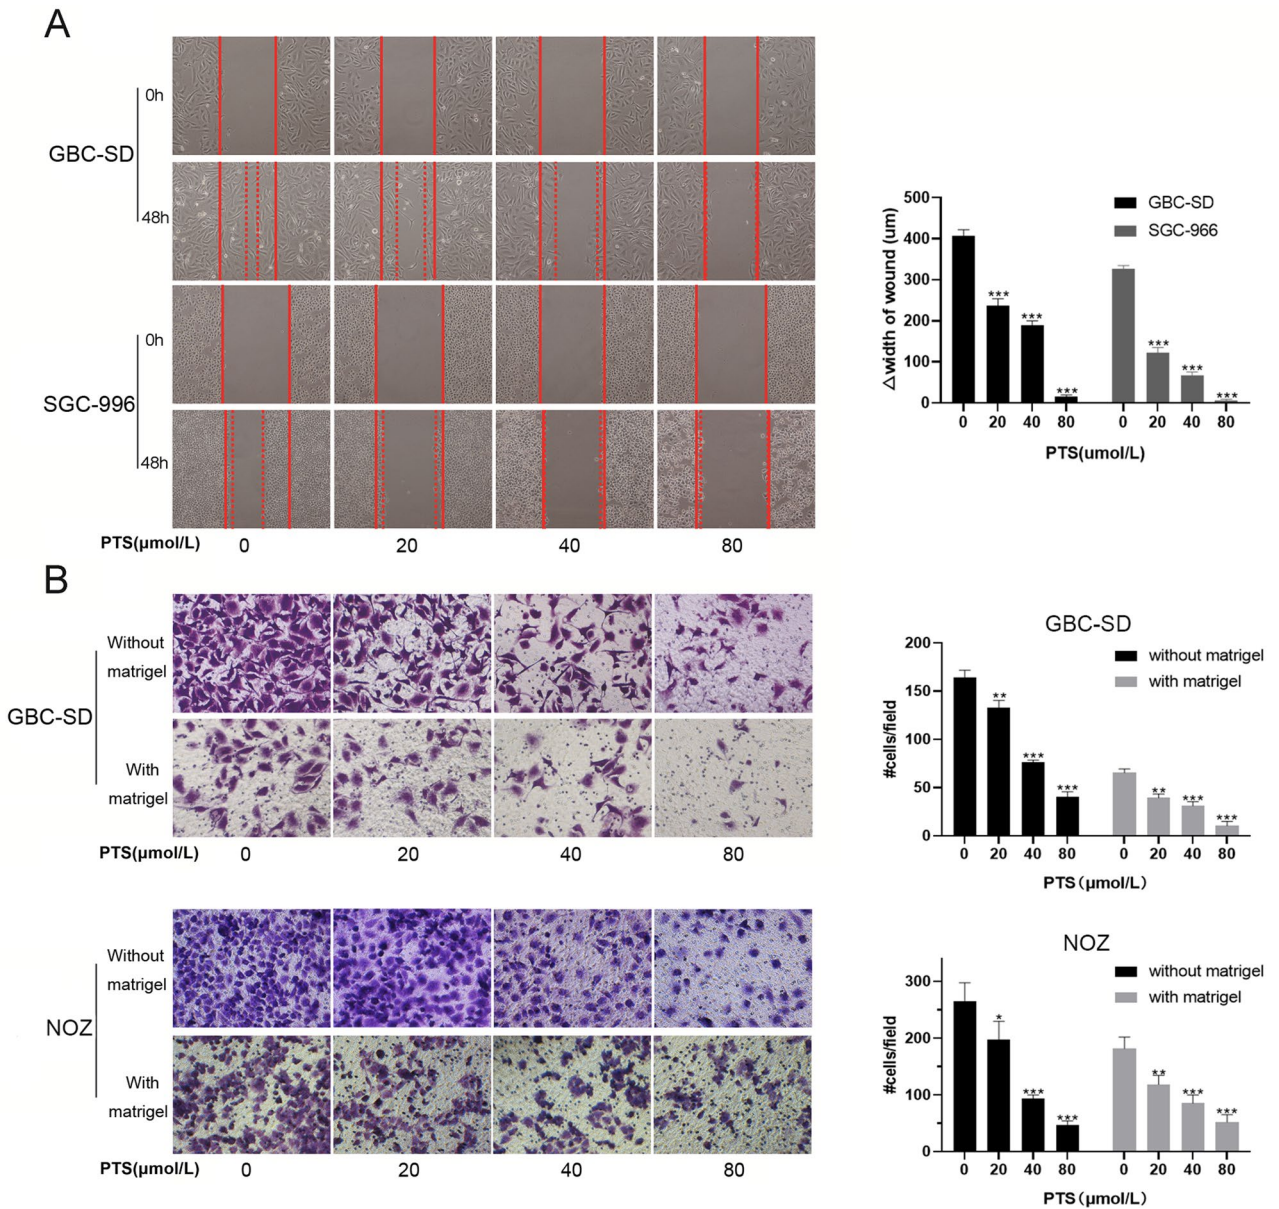 A
GBC-SD
0h
48h
SGC-996
0h
48h
PTS(μmol/L)
0
20
40
80
△width of wound (um)
500
400
300
200
100
0
GBC-SD
SGC-966
***
***
***
***
***
***
0
20
40
80
0
20
40
80
PTS(umol/L)
B
GBC-SD
Without
matrigel
With
matrigel
PTS(μmol/L)
0
20
40
80
GBC-SD
#cells/field
200
150
100
50
0
without matrigel
with matrigel
**
***
***
**
***
***
0
20
40
80
0
20
40
80
PTS（μmol/L）
NOZ
Without
matrigel
With
matrigel
PTS(μmol/L)
0
20
40
80
NOZ
#cells/field
300
200
100
0
without matrigel
with matrigel
*
***
***
**
***
***
0
20
40
80
0
20
40
80
PTS（μmol/L）